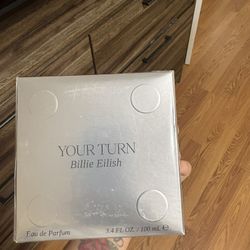 YOUR TURN
Billie Eilish
Eau de Parfum
3.4 FL OZ. / 100 mL e